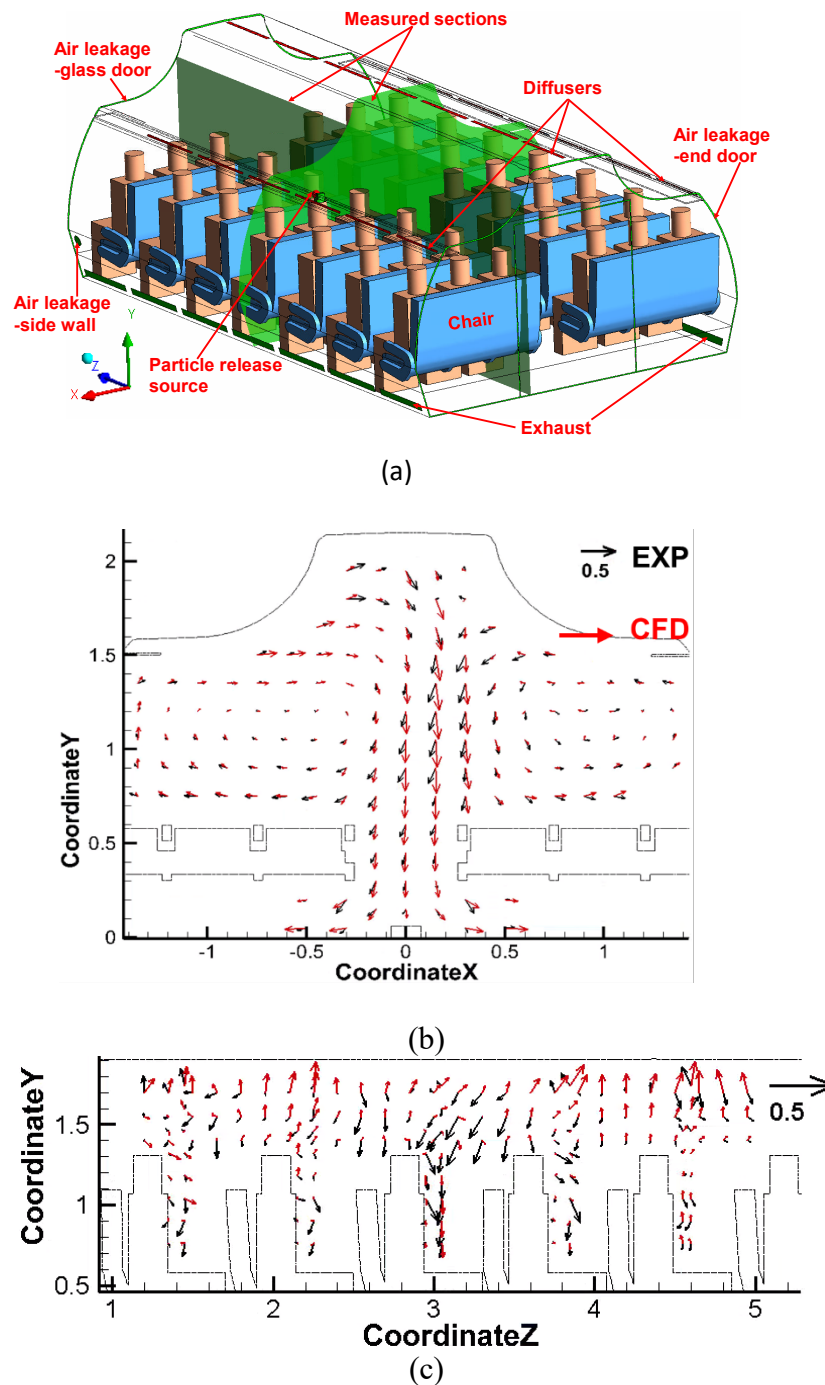 Measured sections
Air leakage
-glass door
Diffusers
Air leakage
-end door
Air leakage
-side wall
Chair
Y
Z
X
Particle release
source
Exhaust
(a)
2
EXP
0.5
CFD
1.5
CoordinateY
1
0.5
0
-1
-0.5
0
0.5
1
CoordinateX
(b)
CoordinateY
1.5
0.5
1
0.5
1
2
3
4
5
CoordinateZ
(c)